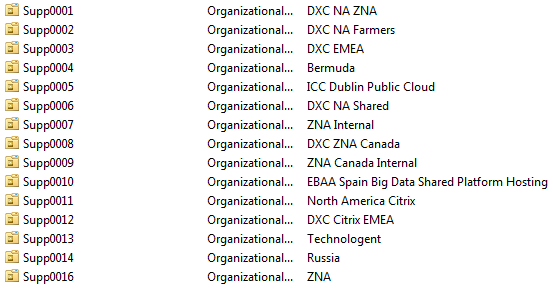 Supp0001 Organizational... DXC NA ZNA
Supp0002 Organizational... DXC NA Farmers
Supp0003 Organizational... DXC EMEA
Supp0004 Organizational... Bermuda
Supp0005 Organizational... ICC Dublin Public Cloud
Supp0006 Organizational... DXC NA Shared
Supp0007 Organizational... ZNA Internal
Supp0008 Organizational... DXC ZNA Canada
Supp0009 Organizational... ZNA Canada Internal
Supp0010 Organizational... EBAA Spain Big Data Shared Platform Hosting
Supp0011 Organizational... North America Citrix
Supp0012 Organizational... DXC Citrix EMEA
Supp0013 Organizational... Technologent
Supp0014 Organizational... Russia
Supp0016 Organizational... ZNA